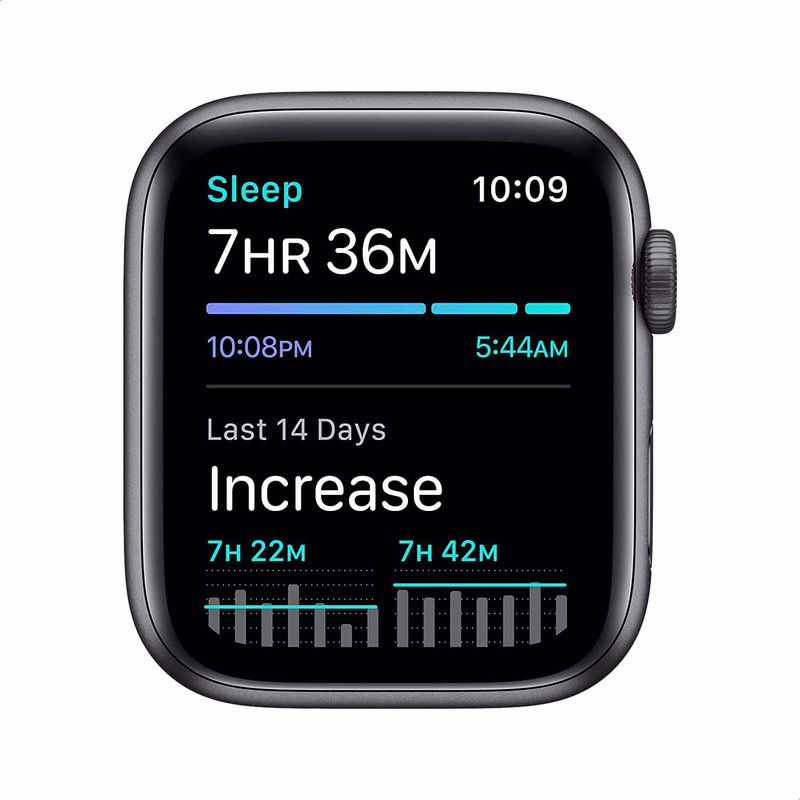 Sleep 10:09
7HR 36M
10:08PM 5:44AM
Last 14 Days
Increase
7H 22M 7H 42M